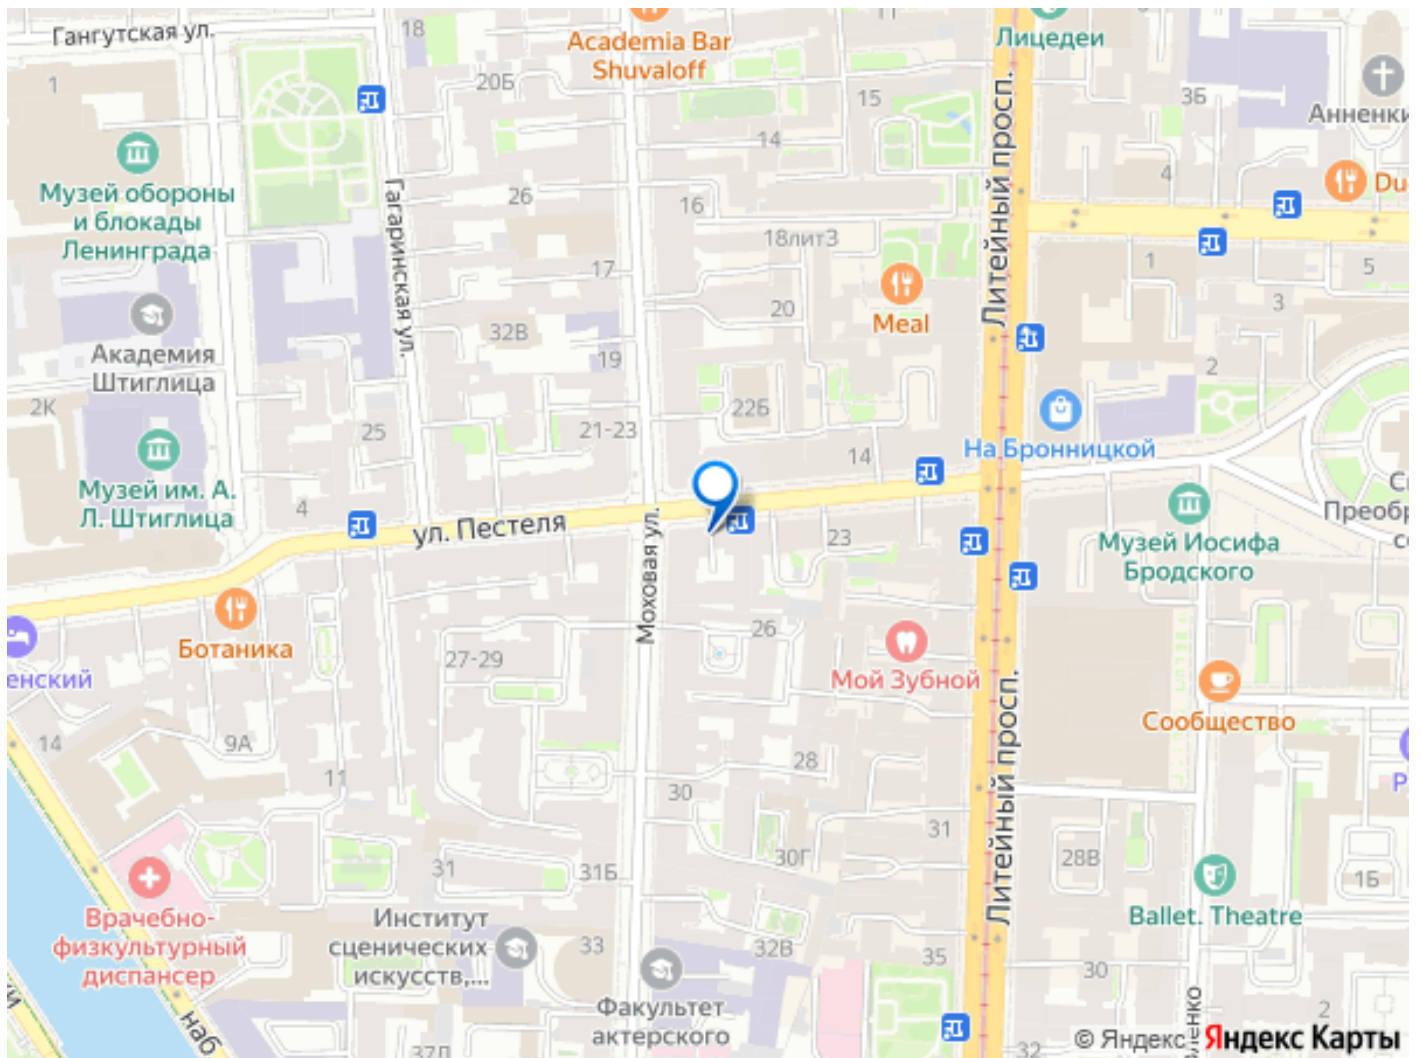 Гангутская ул.
18
Academia Bar
Shuvaloff
11
Лицедеи
1
20Б
15
3Б
Анненки
14
Музей обороны
и блокады
Ленинграда
Гагаринская ул.
26
16
4
Du
18лит3
Литейный просп.
17
1
5
20
3
Meal
Академия
Штиглица
32В
19
2
2К
22Б
25
21-23
На Бронницкой
14
Музей им. А.
Л. Штиглица
4
Преобр
ул. Пестеля
Моховая ул.
23
Музей Иосифа
Бродского
Ботаника
26
енский
27-29
Мой Зубной
Сообщество
Литейный просп.
14
9А
11
28
30
31
30Г
28В
31
31Б
1Б
Врачебно-
физкультурный
диспансер
Институт
сценических
искусств,...
33
32В
35
Ballet. Theatre
30
Факультет
актерского
2
наб
ленко
37Л
32
© Яндекс Яндекс Карты